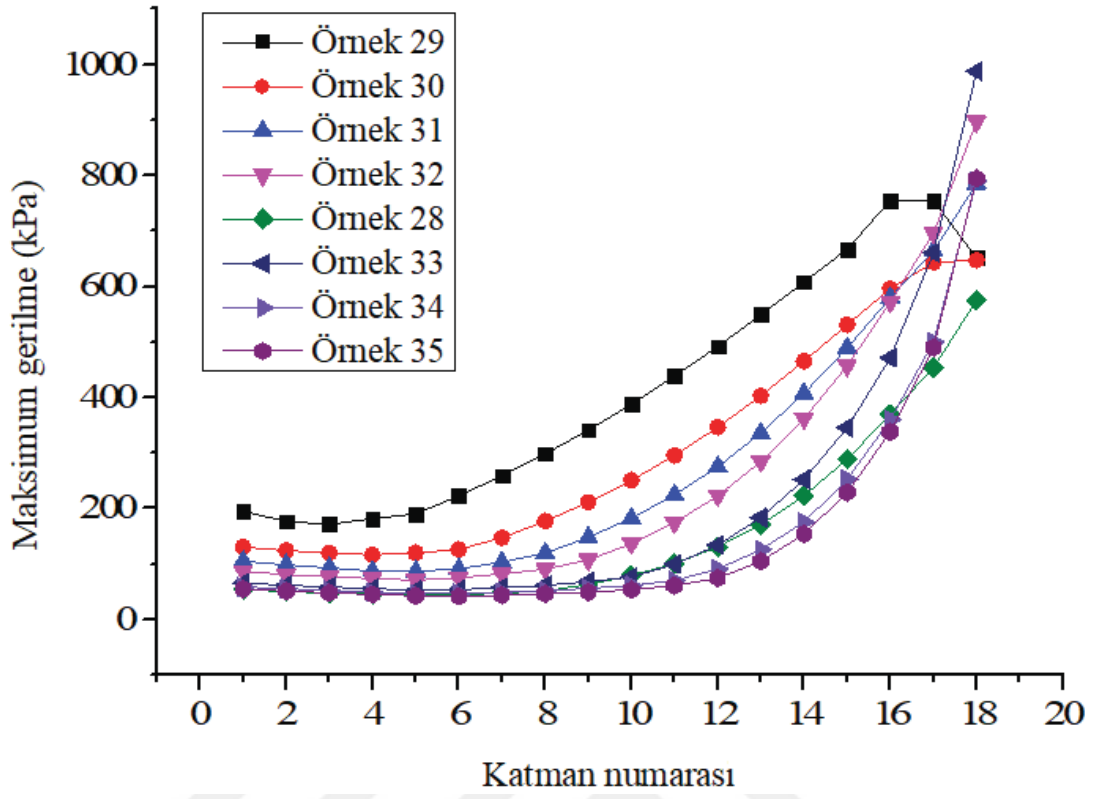 Örnek 29
Örnek 30
Örnek 31
Örnek 32
Örnek 28
Örnek 33
Örnek 34
Örnek 35
Maksimum gerilme (kPa)
1000
800
600
400
200
0
0 2 4 6 8 10 12 14 16 18 20
Katman numarası